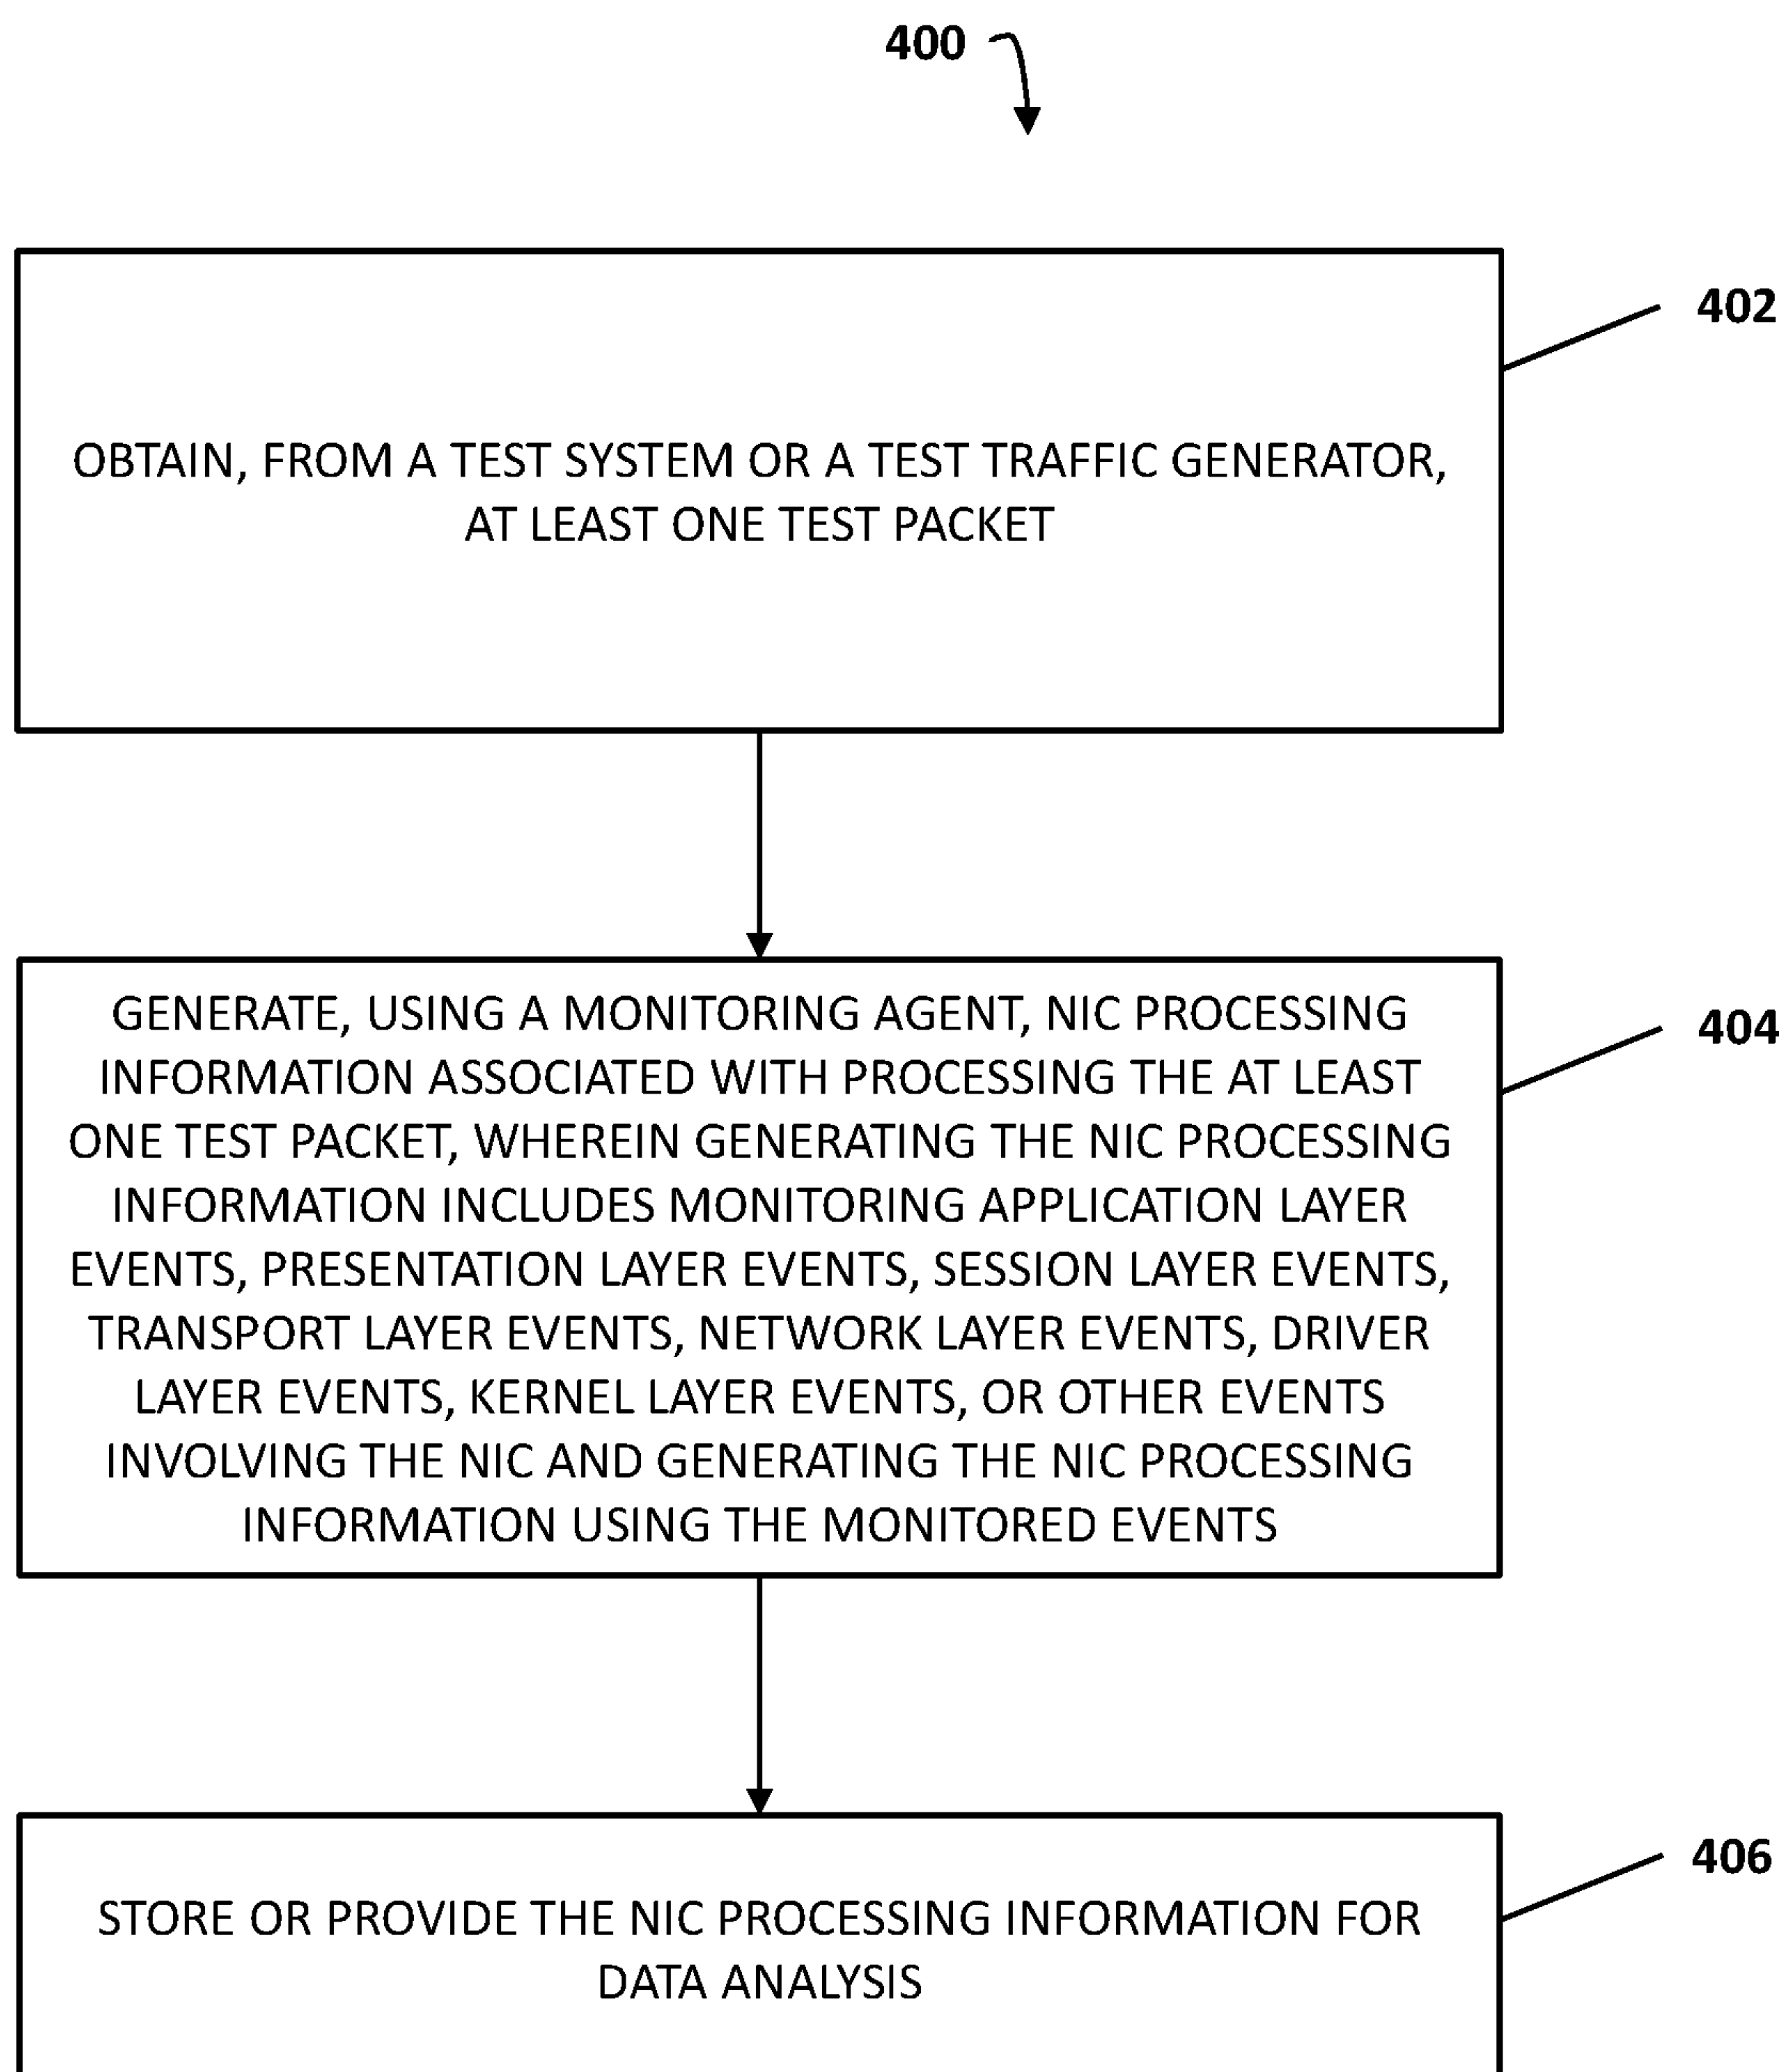 400
402
OBTAIN, FROM A TEST SYSTEM OR A TEST TRAFFIC GENERATOR,
AT LEAST ONE TEST PACKET
404
GENERATE, USING A MONITORING AGENT, NIC PROCESSING
INFORMATION ASSOCIATED WITH PROCESSING THE AT LEAST
ONE TEST PACKET, WHEREIN GENERATING THE NIC PROCESSING
INFORMATION INCLUDES MONITORING APPLICATION LAYER
EVENTS, PRESENTATION LAYER EVENTS, SESSION LAYER EVENTS,
TRANSPORT LAYER EVENTS, NETWORK LAYER EVENTS, DRIVER
LAYER EVENTS, KERNEL LAYER EVENTS, OR OTHER EVENTS
INVOLVING THE NIC AND GENERATING THE NIC PROCESSING
INFORMATION USING THE MONITORED EVENTS
406
STORE OR PROVIDE THE NIC PROCESSING INFORMATION FOR
DATA ANALYSIS